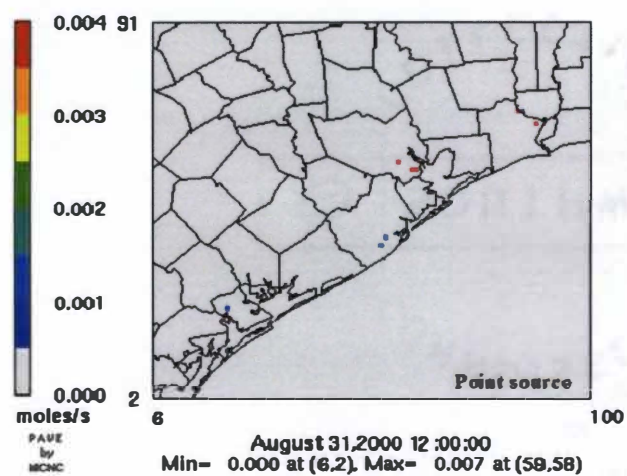 0.004 91
0.003
0.002
0.001
0.000 2
Point source
6 100
moles/s
PAVE
by
MCNC
August 31,2000 12:00:00
Min= 0.000 at (6,2), Max= 0.007 at (59,58)